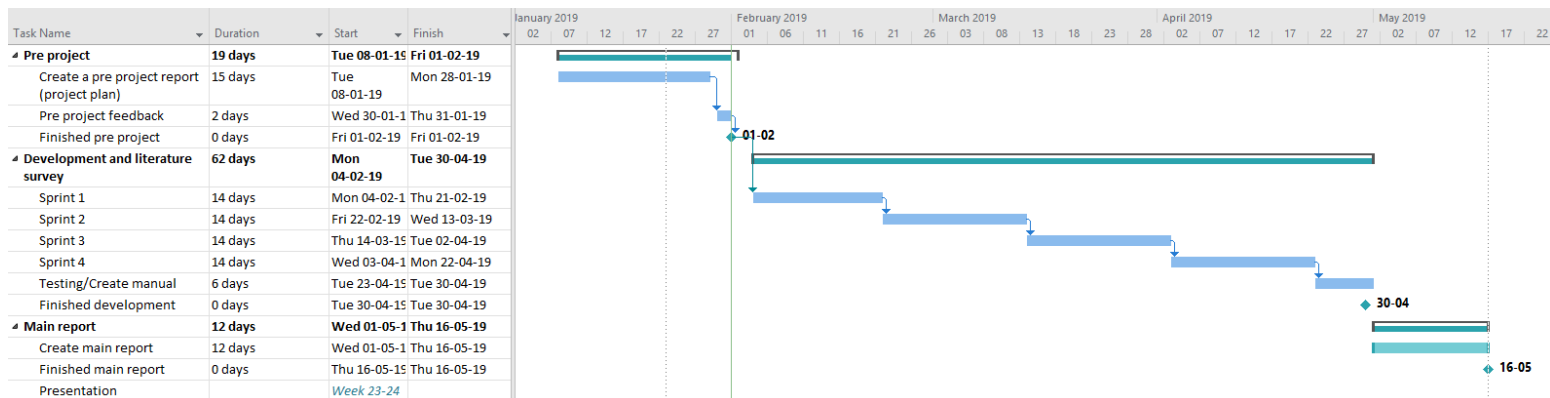 January 2019 February 2019 March 2019 April 2019 May 2019
Task Name Duration Start Finish 02 07 12 17 22 27 01 06 11 16 21 26 03 08 13 18 23 28 02 07 12 17 22 27 02 07 12 17 22
Pre project 19 days Tue 08-01-19 Fri 01-02-19
Create a pre project report 15 days Tue Mon 28-01-19
(project plan) 08-01-19
Pre project feedback 2 days Wed 30-01-1 Thu 31-01-19
Finished pre project 0 days Fri 01-02-19 Fri 01-02-19 01-02
Development and literature 62 days Mon Tue 30-04-19
survey 04-02-19
Sprint 1 14 days Mon 04-02-1 Thu 21-02-19
Sprint 2 14 days Fri 22-02-19 Wed 13-03-19
Sprint 3 14 days Thu 14-03-19 Tue 02-04-19
Sprint 4 14 days Wed 03-04-1 Mon 22-04-19
Testing/Create manual 6 days Tue 23-04-19 Tue 30-04-19
Finished development 0 days Tue 30-04-19 Tue 30-04-19 30-04
Main report 12 days Wed 01-05-1 Thu 16-05-19
Create main report 12 days Wed 01-05-1 Thu 16-05-19
Finished main report 0 days Thu 16-05-19 Thu 16-05-19 16-05
Presentation Week 23-24